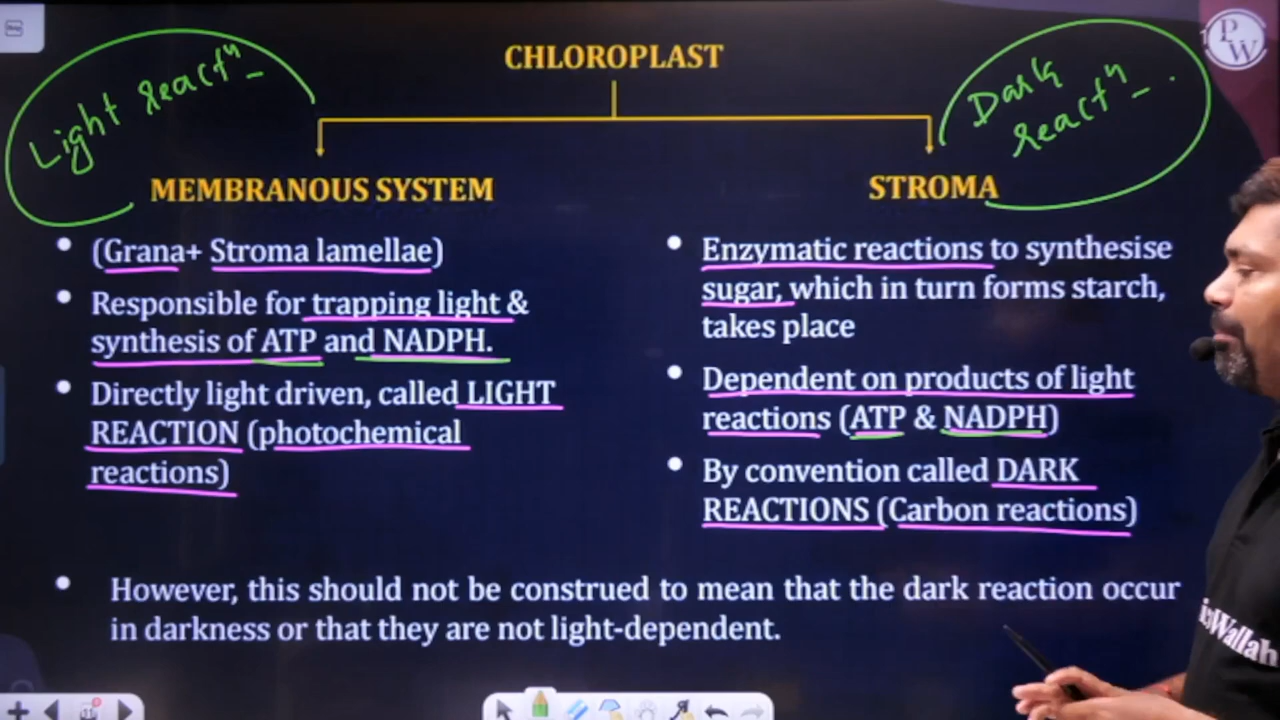 CHLOROPLAST
Light reactⁿ
Dark
reactⁿ
MEMBRANOUS SYSTEM
• (Grana+ Stroma lamellae)
• Responsible for trapping light &
synthesis of ATP and NADPH.
• Directly light driven, called LIGHT
REACTION (photochemical
reactions)
STROMA
• Enzymatic reactions to synthesise
sugar, which in turn forms starch,
takes place
• Dependent on products of light
reactions (ATP & NADPH)
• By convention called DARK
REACTIONS (Carbon reactions)
• However, this should not be construed to mean that the dark reaction occur
in darkness or that they are not light-dependent.
P
W
Wallah